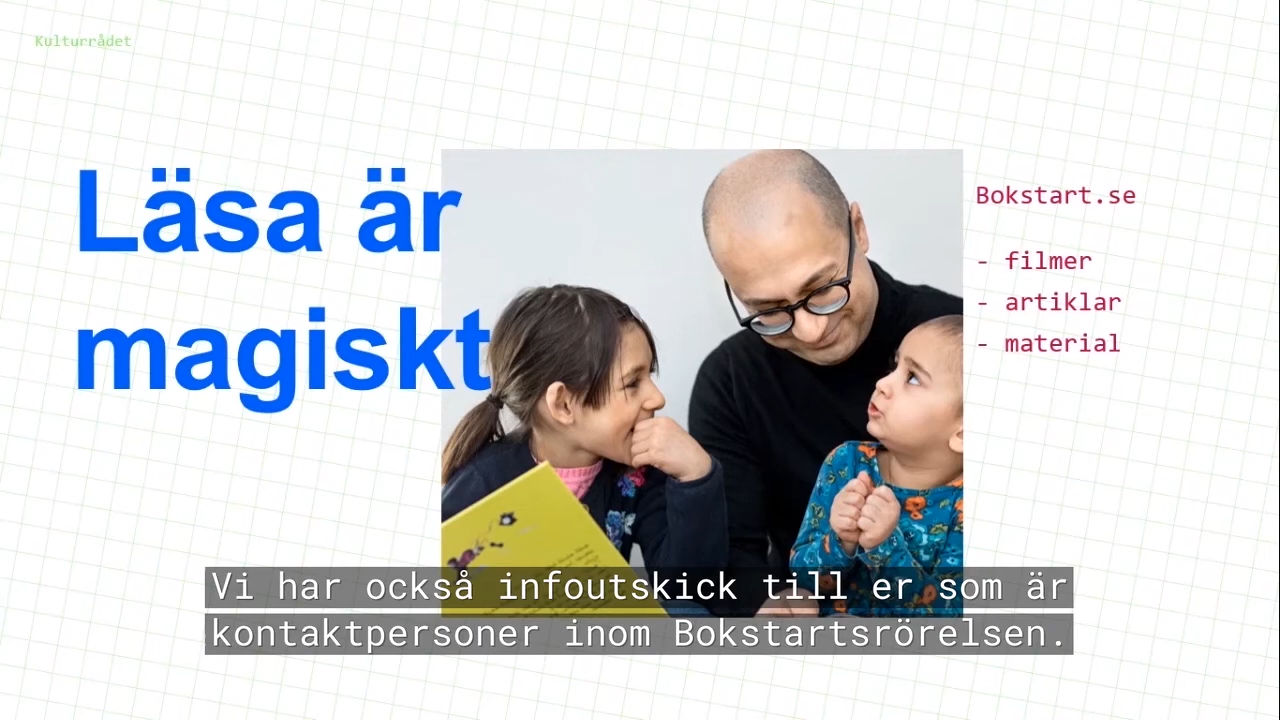 Kulturrådet
Läsa är
magiskt
Bokstart.se
- filmer
- artiklar
- material
Vi har också infoutskick till er som är
kontaktpersoner inom Bokstartsrörelsen.